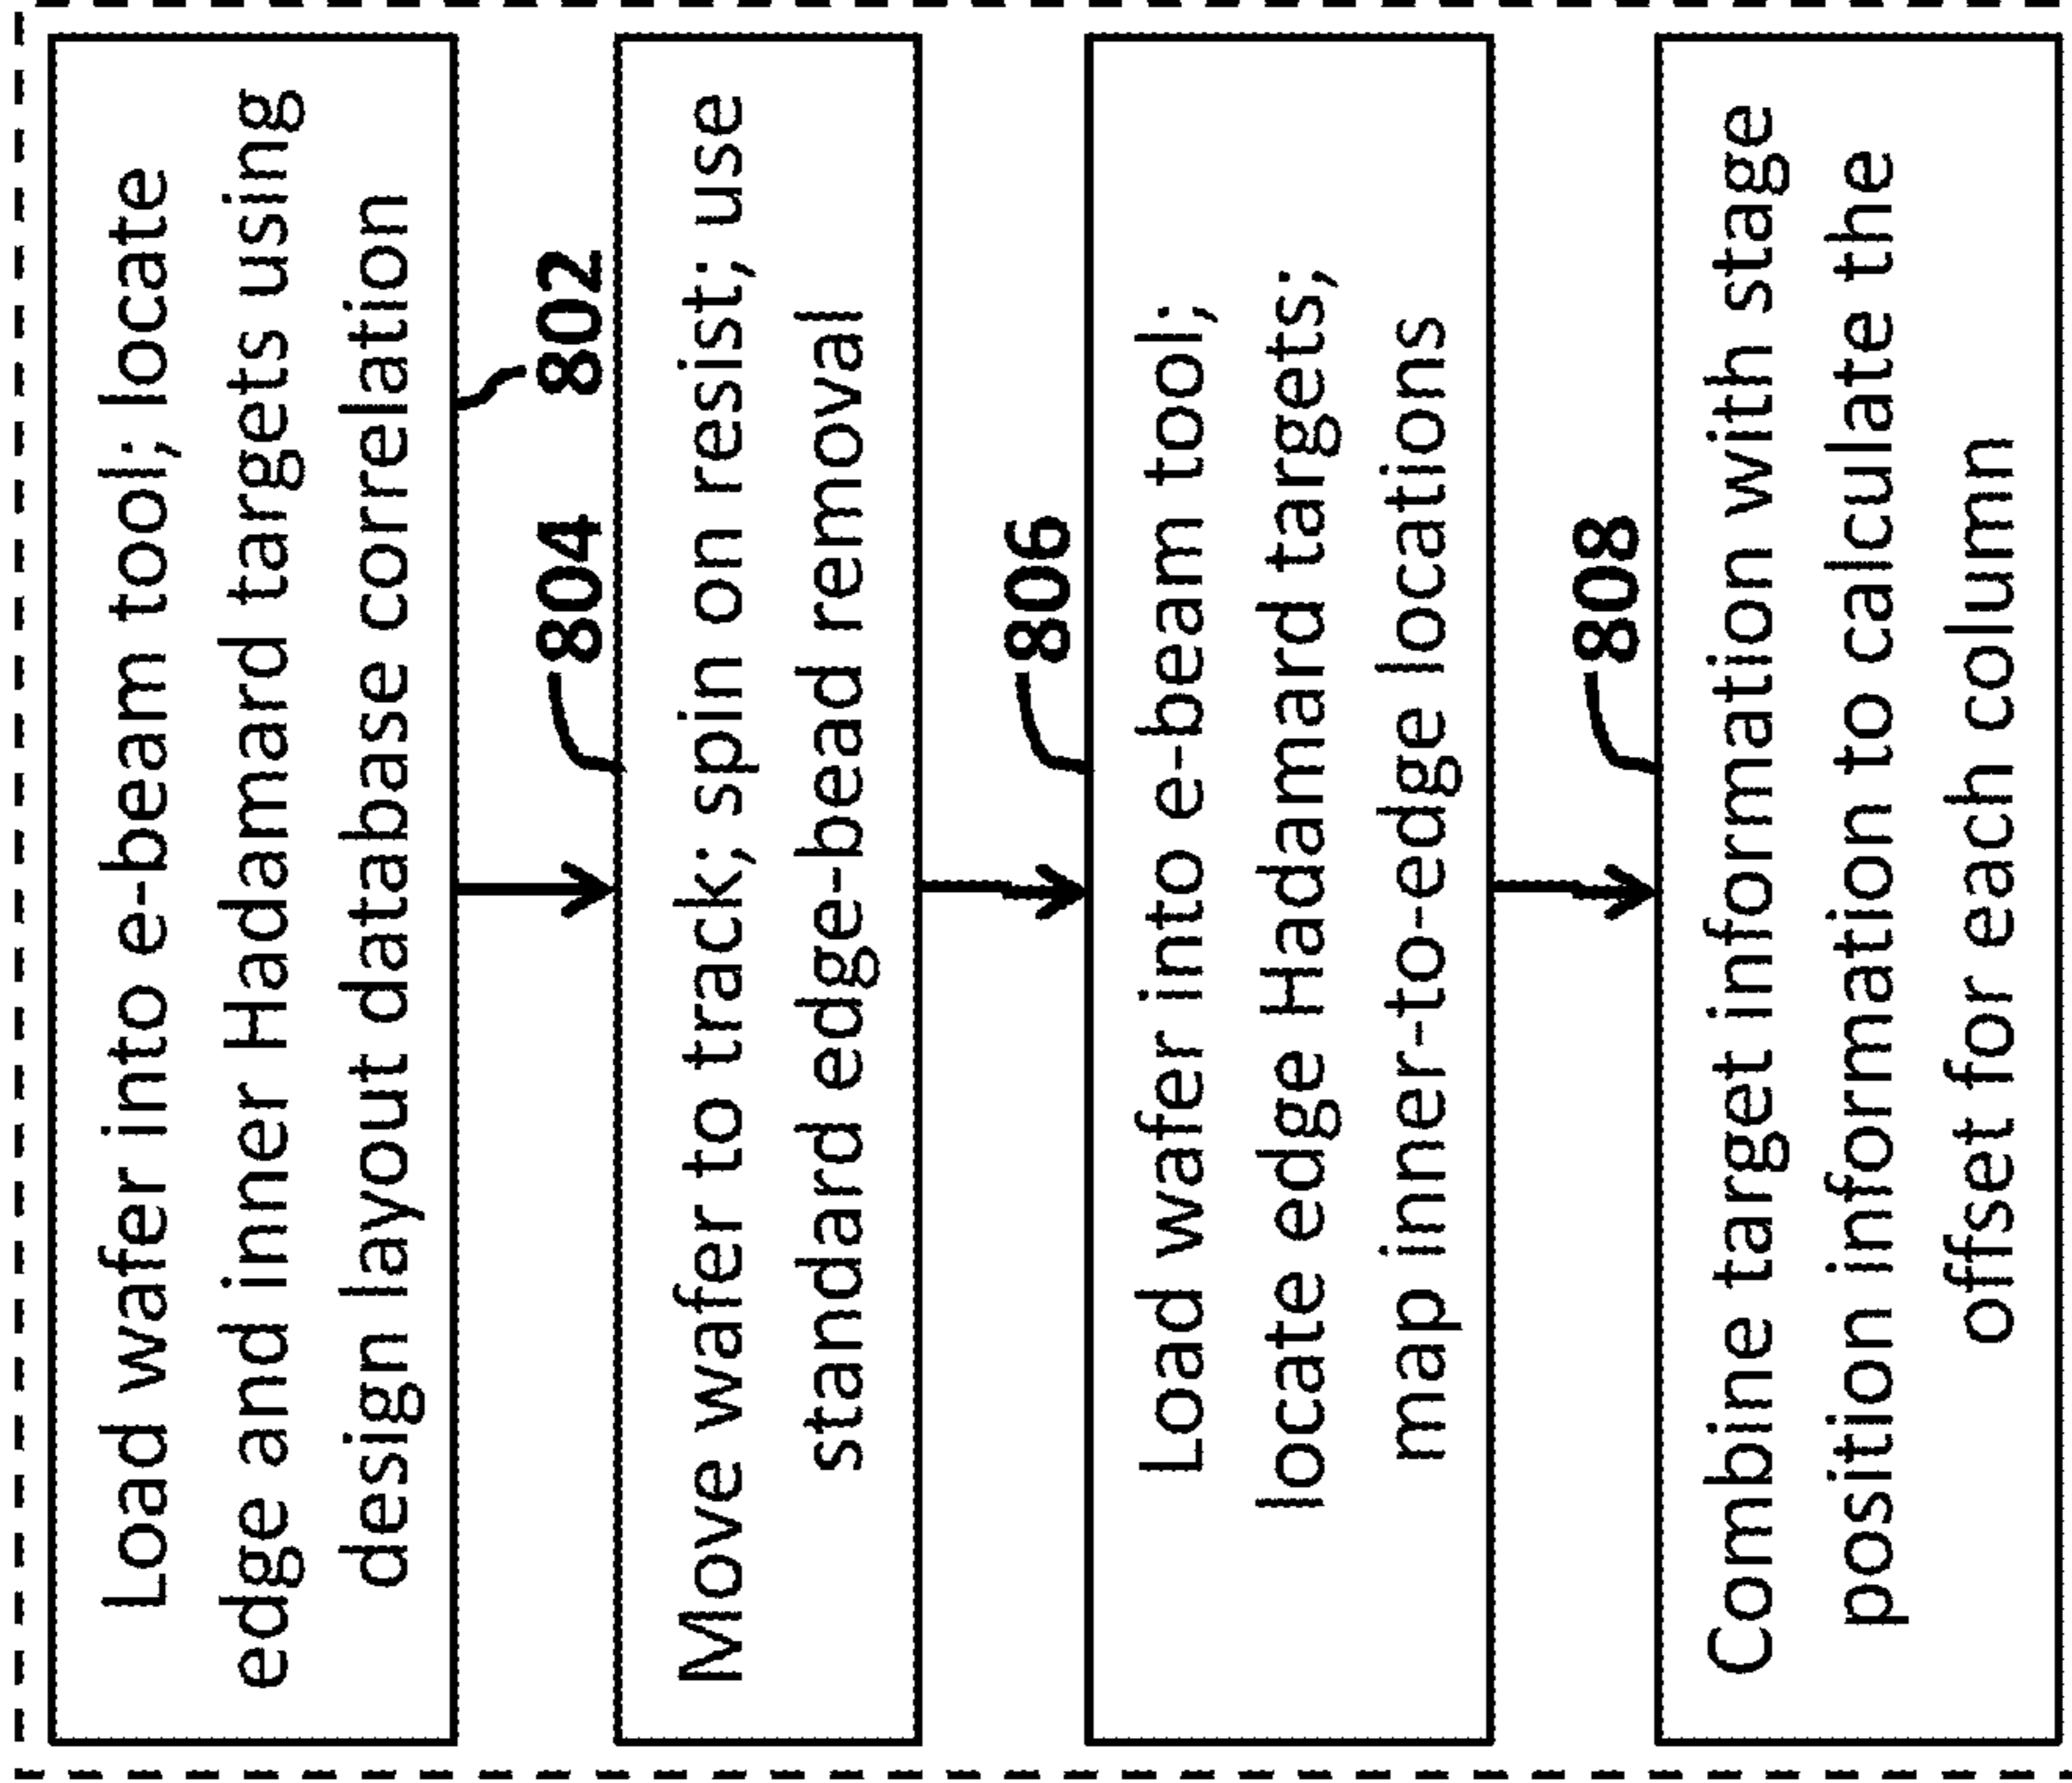 Load wafer into e-beam tool; locate
edge and inner Hadamard targets using
design layout database correlation
802
804
Move wafer to track; spin on resist; use
standard edge-bead removal
806
Load wafer into e-beam tool;
locate edge Hadamard targets;
map inner-to-edge locations
808
Combine target information with stage
position information to calculate the
offset for each column